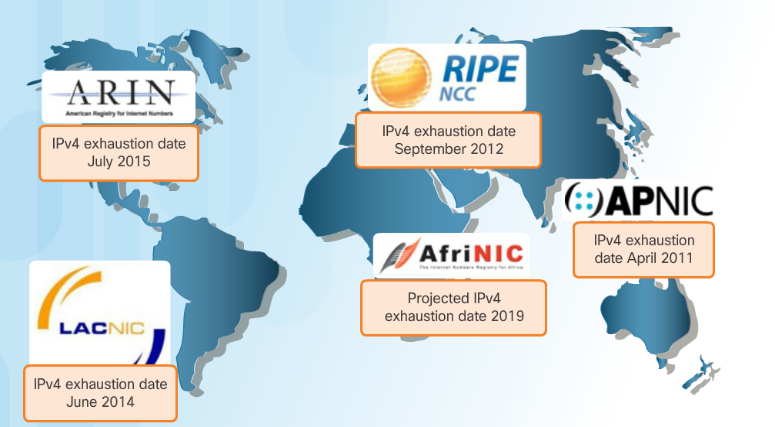 ARIN
American Registry for Internet Numbers
IPv4 exhaustion date
July 2015
RIPE
NCC
IPv4 exhaustion date
September 2012
APNIC
IPv4 exhaustion
date April 2011
AfriNIC
The Internet Numbers Registry for Africa
Projected IPv4
exhaustion date 2019
LACNIC
IPv4 exhaustion date
June 2014